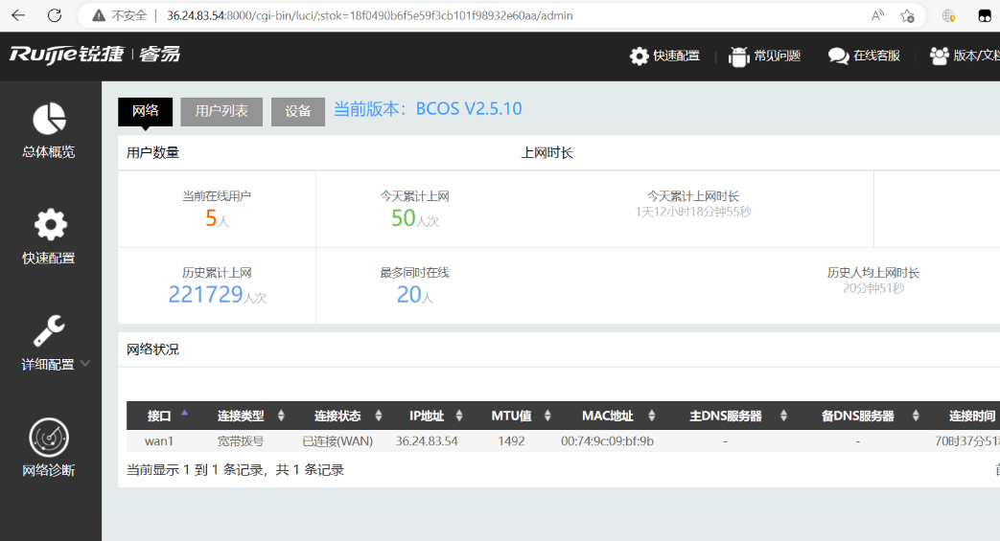 不安全 | 36.24.83.54:8000/cgi-bin/luci/;stok=18f0490b6f5e59f3cb101f98932e60aa/admin
Ruijie锐捷 | 睿易 快速配置 常见问题 在线客服 版本/文档
网络 用户列表 设备 当前版本：BCOS V2.5.10
总体概览
快速配置
详细配置
网络诊断
用户数量 上网时长
当前在线用户 今天累计上网 今天累计上网时长
5人 50人次 1天12小时18分钟55秒
历史累计上网 最多同时在线 历史人均上网时长
221729人次 20人 20分钟51秒
网络状况
接口 连接类型 连接状态 IP地址 MTU值 MAC地址 主DNS服务器 备DNS服务器 连接时间
wan1 宽带拨号 已连接(WAN) 36.24.83.54 1492 00:74:9c:09:bf:9b - - 70时37分51
当前显示 1 到 1 条记录，共 1 条记录